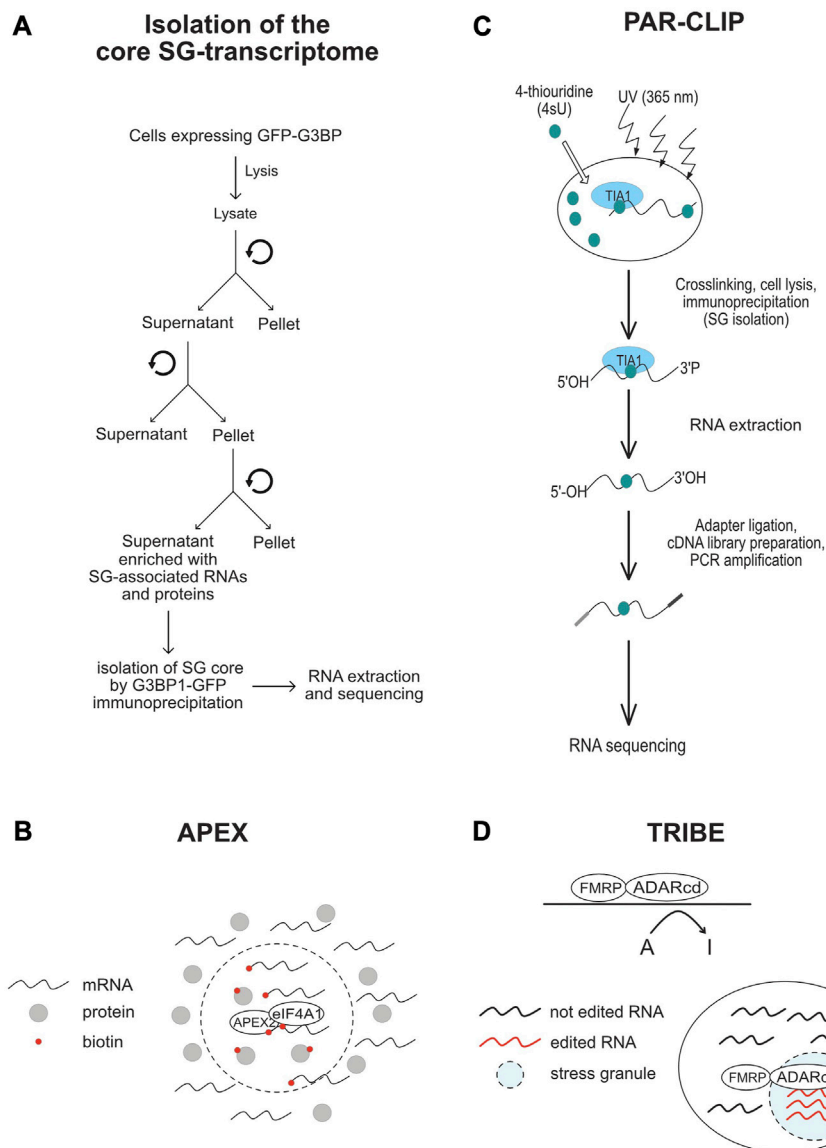 A
Isolation of the
core SG-transcriptome
Cells expressing GFP-G3BP
Lysis
Lysate
Supernatant
Pellet
Supernatant
Pellet
Supernatant
enriched with
SG-associated RNAs
and proteins
Pellet
isolation of SG core
by G3BP1-GFP
immunoprecipitation
RNA extraction
and sequencing
C
PAR-CLIP
4-thiouridine
(4sU)
UV (365 nm)
TIA1
Crosslinking, cell lysis,
immunoprecipitation
(SG isolation)
TIA1
5'OH
3'P
RNA extraction
5'-OH
3'OH
Adapter ligation,
cDNA library preparation,
PCR amplification
RNA sequencing
B
APEX
mRNA
protein
biotin
APEX2
eIF4A1
D
TRIBE
FMRP
ADARcd
A
I
not edited RNA
edited RNA
stress granule
FMRP
ADARc